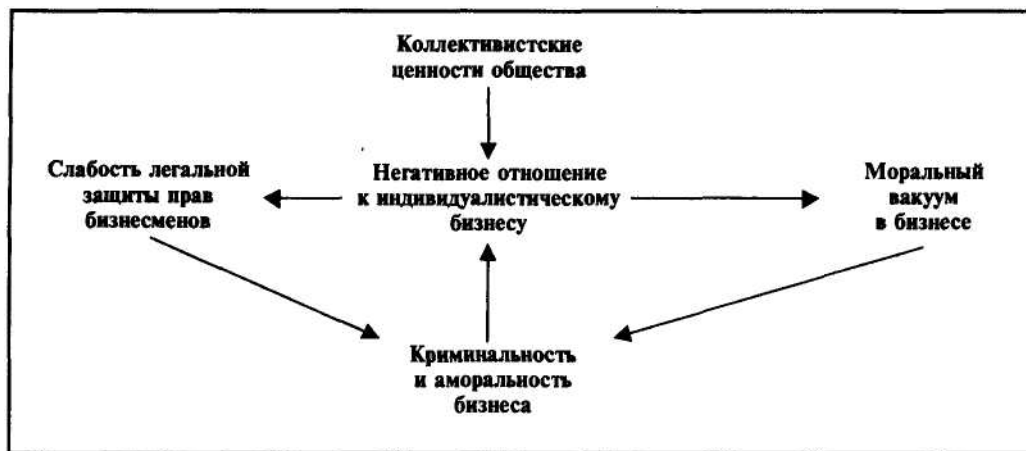 Коллективистские
ценности общества
Слабость легальной
защиты прав
бизнесменов
Негативное отношение
к индивидуалистическому
бизнесу
Моральный
вакуум
в бизнесе
Криминальность
и аморальность
бизнеса